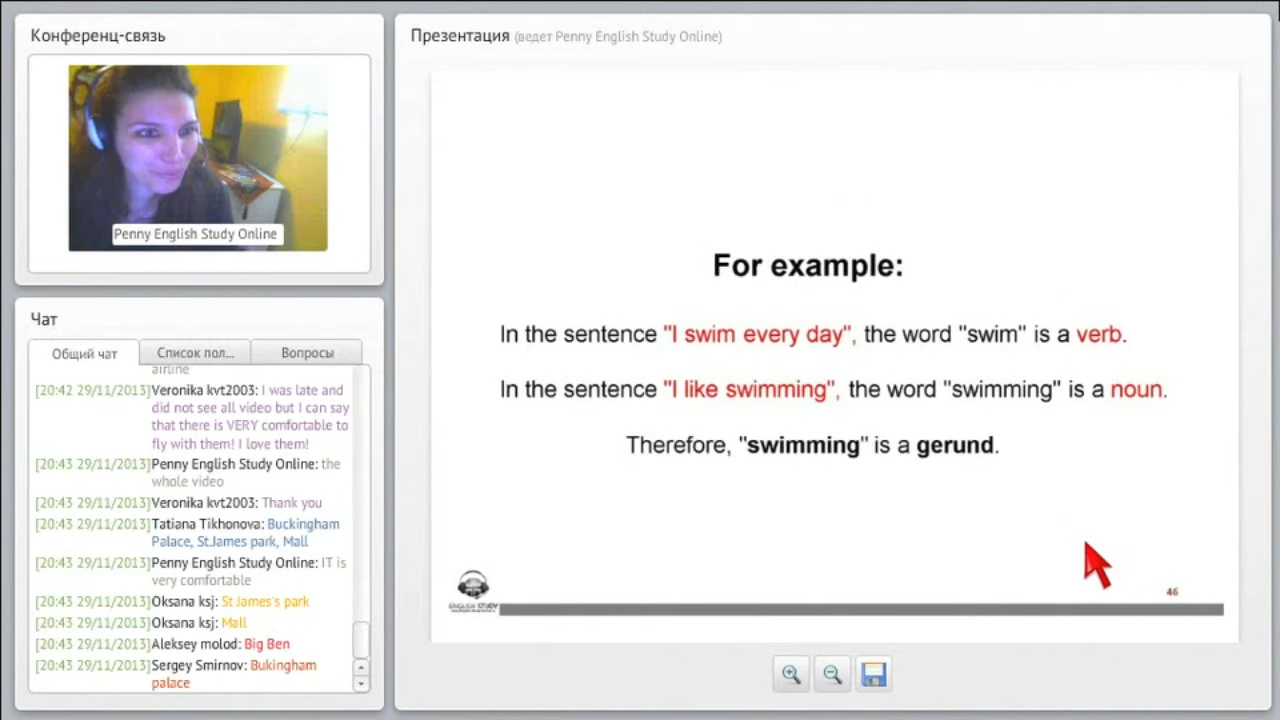 Конференц-связь
Penny English Study Online
Чат
Общий чат
Список пол...
Вопросы
airline
[20:42 29/11/2013] Veronika kvt2003: I was late and
did not see all video but I can say
that there is VERY comfortable to
fly with them! I love them!
[20:43 29/11/2013] Penny English Study Online: the
whole video
[20:43 29/11/2013] Veronika kvt2003: Thank you
[20:43 29/11/2013] Tatiana Tikhonova: Buckingham
Palace, St.James park, Mall
[20:43 29/11/2013] Penny English Study Online: IT is
very comfortable
[20:43 29/11/2013] Oksana ksj: St James's park
[20:43 29/11/2013] Oksana ksj: Mall
[20:43 29/11/2013] Aleksey molod: Big Ben
[20:43 29/11/2013] Sergey Smirnov: Bukingham
palace
Презентация (ведет Penny English Study Online)
For example:
In the sentence "I swim every day", the word "swim" is a verb.
In the sentence "I like swimming", the word "swimming" is a noun.
Therefore, "swimming" is a gerund.
ENGLISH STUDY
46